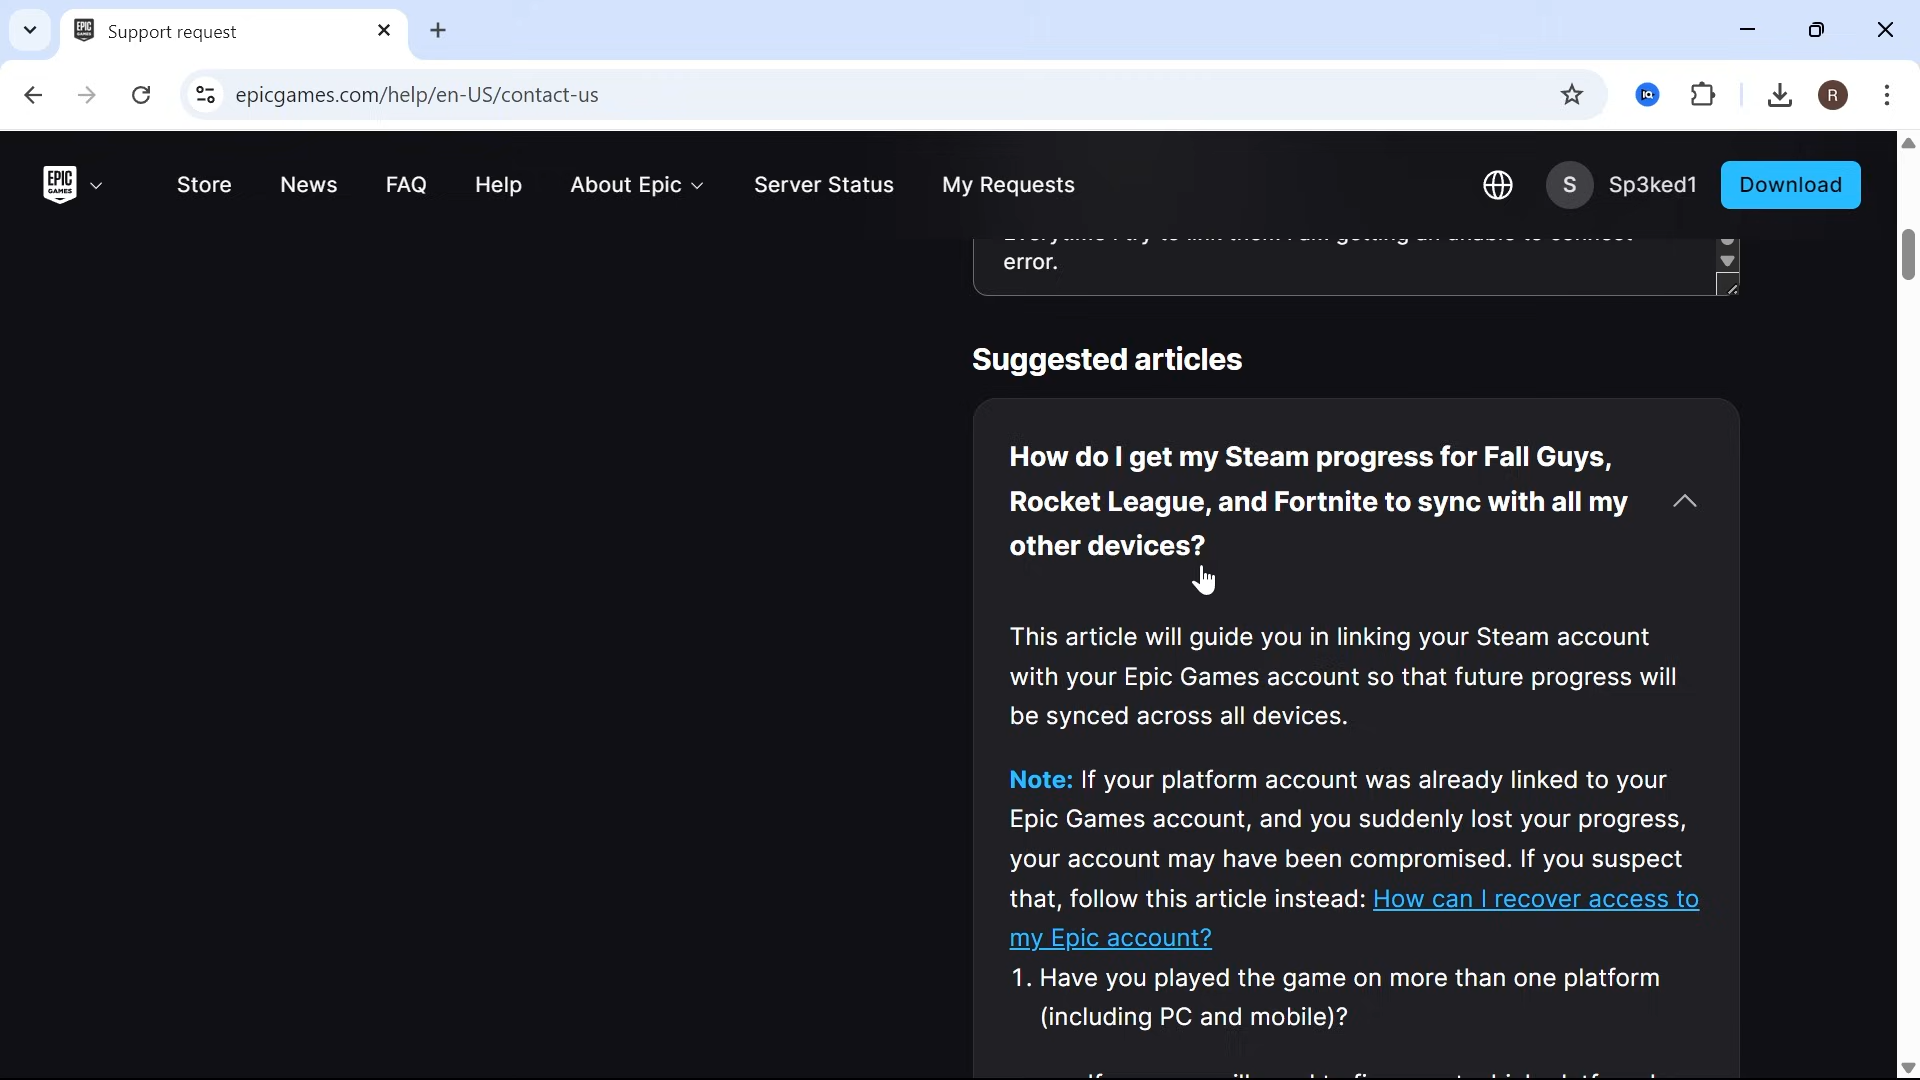 Support request
epicgames.com/help/en-US/contact-us
R
EPIC
GAMES
Store
News
FAQ
Help
About Epic
Server Status
My Requests
S
Sp3ked1
Download
error.
Suggested articles
How do I get my Steam progress for Fall Guys,
Rocket League, and Fortnite to sync with all my
other devices?
This article will guide you in linking your Steam account
with your Epic Games account so that future progress will
be synced across all devices.
Note: If your platform account was already linked to your
Epic Games account, and you suddenly lost your progress,
your account may have been compromised. If you suspect
that, follow this article instead: How can I recover access to
my Epic account?
1. Have you played the game on more than one platform
(including PC and mobile)?